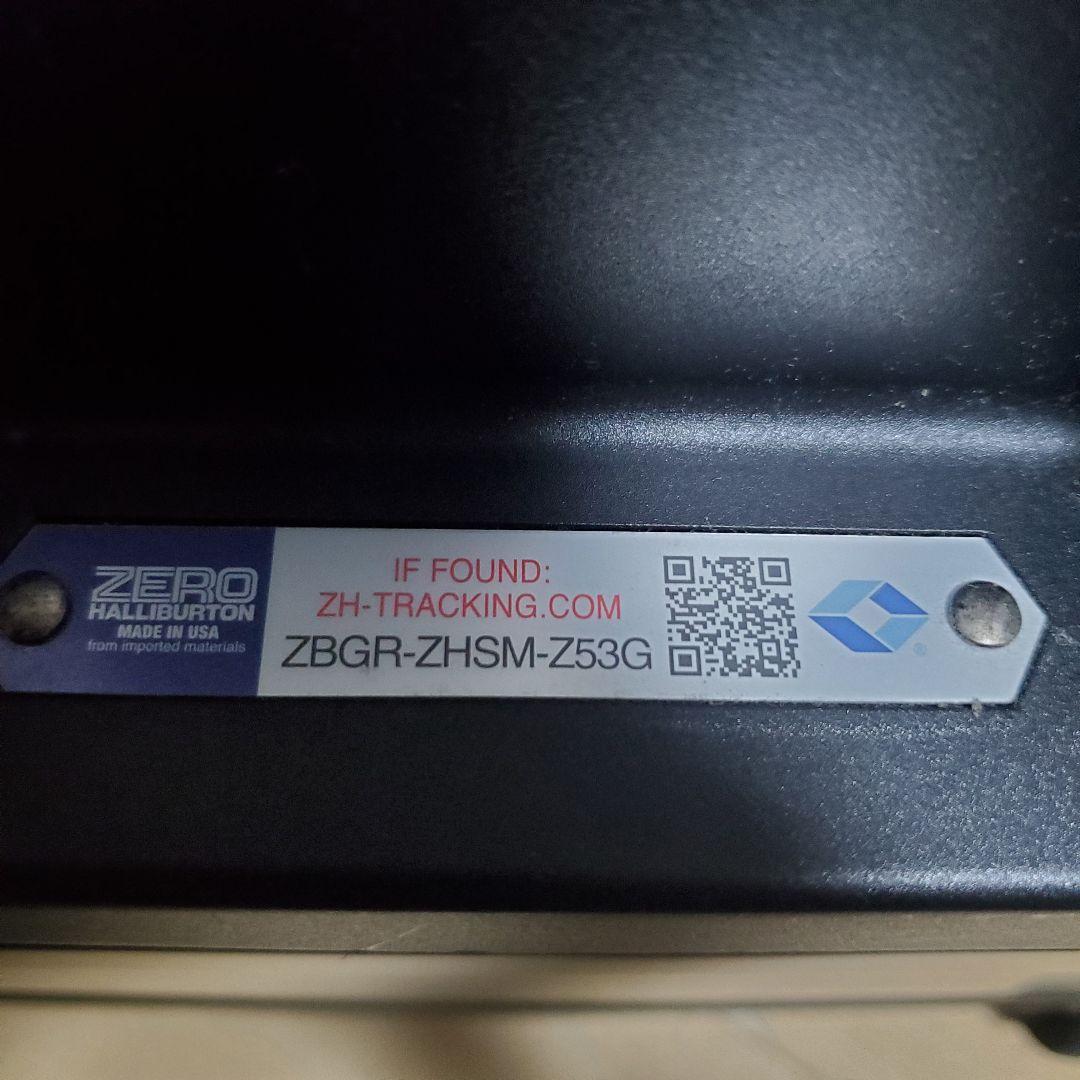 ZERO
HALLIBURTON
MADE IN USA
from imported materials
IF FOUND:
ZH-TRACKING.COM
ZBGR-ZHSM-Z53G
®